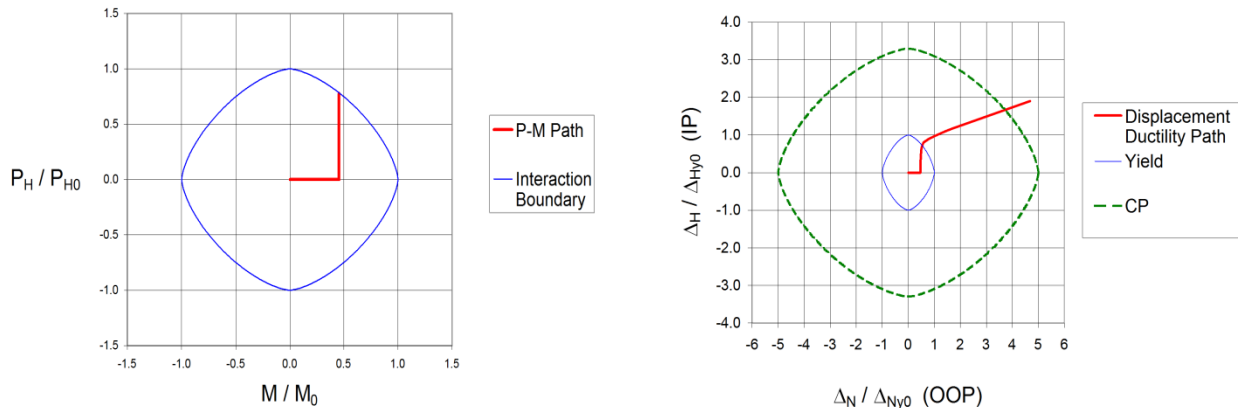 1.5
1.0
0.5
0.0
-0.5
-1.0
-1.5
-1.5 -1.0 -0.5 0.0 0.5 1.0 1.5
P_H / P_H0
M / M_0
P-M Path
Interaction
Boundary
4.0
3.0
2.0
1.0
0.0
-1.0
-2.0
-3.0
-4.0
-6 -5 -4 -3 -2 -1 0 1 2 3 4 5 6
Δ_H / Δ_Hy0 (IP)
Δ_N / Δ_Ny0 (OOP)
Displacement
Ductility Path
Yield
CP